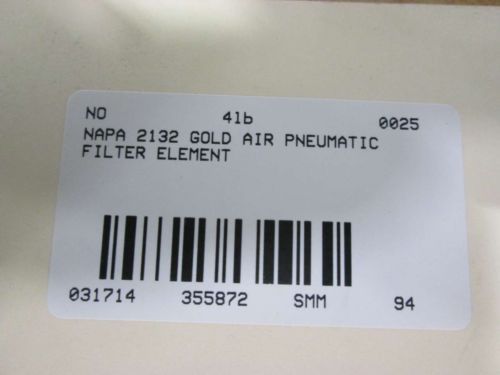 NO 41b 0025
NAPA 2132 GOLD AIR PNEUMATIC
FILTER ELEMENT
031714 355872 SMM 94